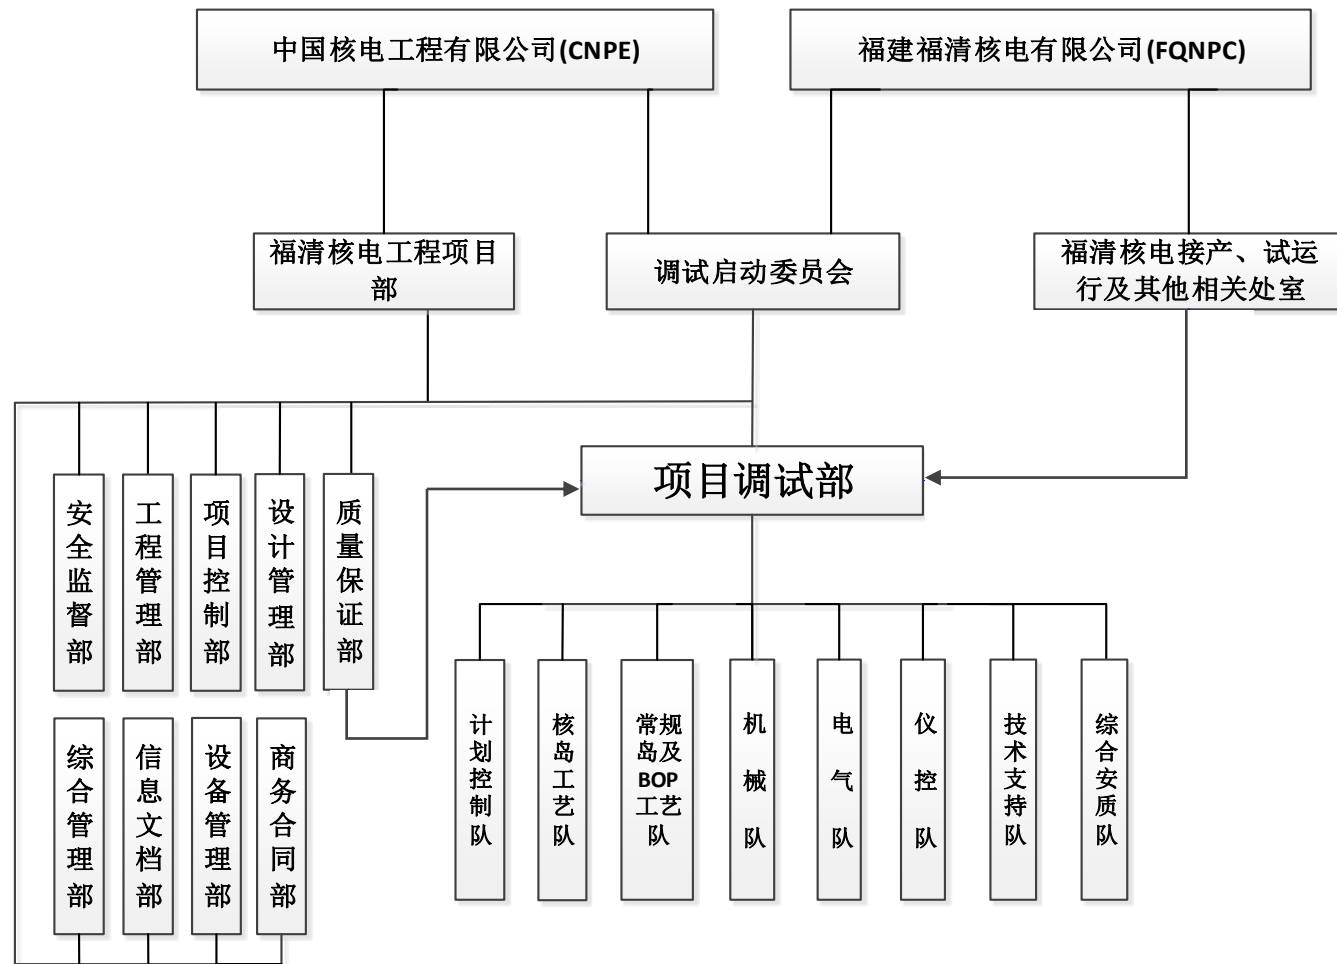 中国核电工程有限公司(CNPE)
福建福清核电有限公司(FQNPC)
福清核电工程项目
部
调试启动委员会
福清核电接产、试运
行及其他相关处室
项目调试部
安全监督部
工程管理部
项目控制部
设计管理部
质量保证部
综合管理部
信息文档部
设备管理部
商务合同部
计划控制队
核岛工艺队
常规
岛及
BOP
工艺
队
机械队
电气队
仪控队
技术支持队
综合安质队